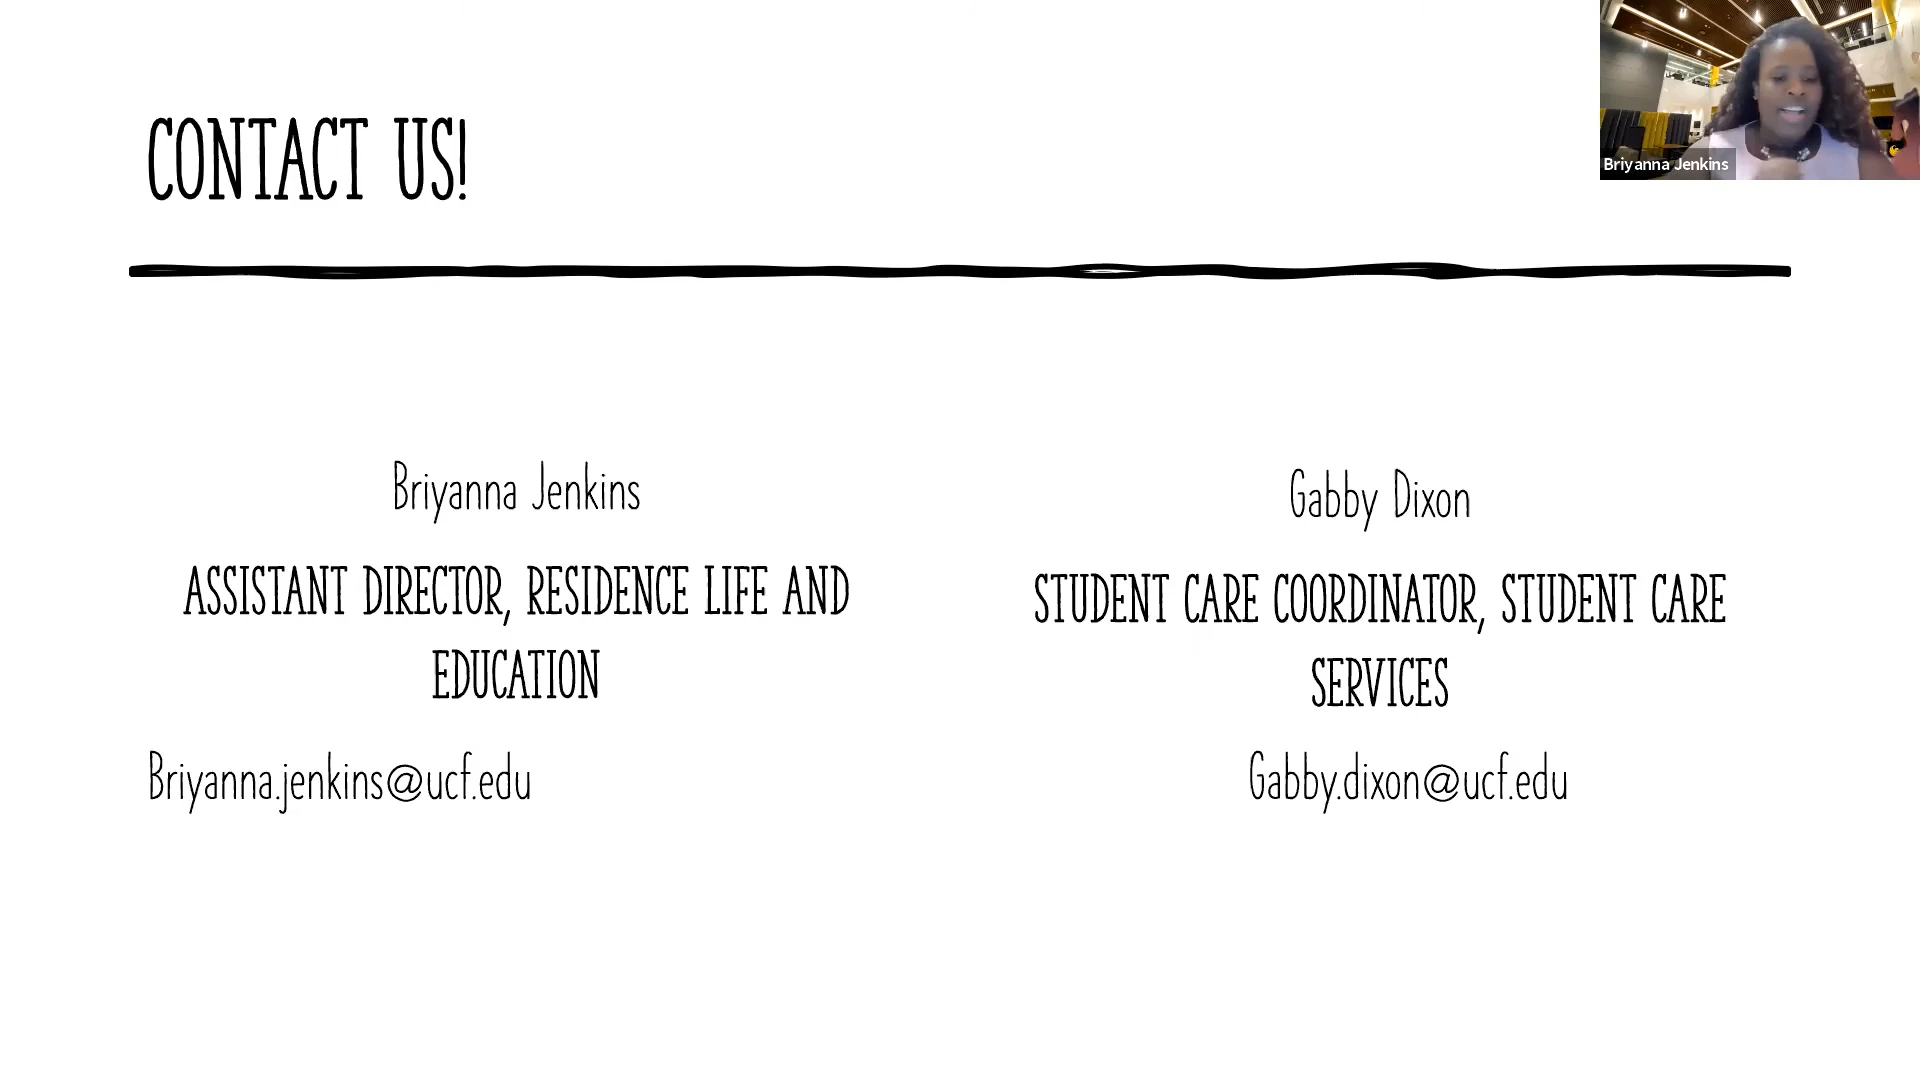 CONTACT US!
Briyanna Jenkins
Briyanna Jenkins
ASSISTANT DIRECTOR, RESIDENCE LIFE AND
EDUCATION
Briyanna.jenkins@ucf.edu
Gabby Dixon
STUDENT CARE COORDINATOR, STUDENT CARE
SERVICES
Gabby.dixon@ucf.edu